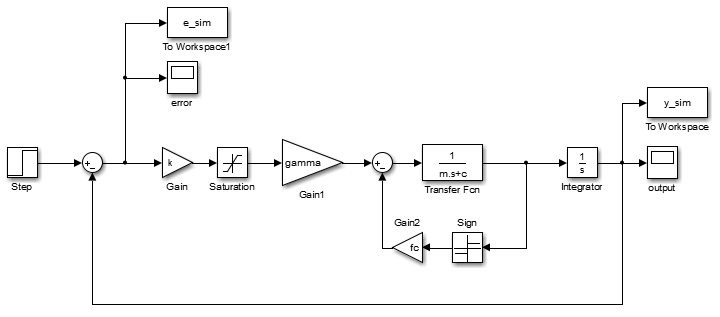 e_sim
To Workspace1
error
y_sim
To Workspace
Step
+
-
k
Gain
Saturation
gamma
Gain1
+
-
1
m.s+c
Transfer Fcn
1
s
Integrator
output
Gain2
fc
Sign